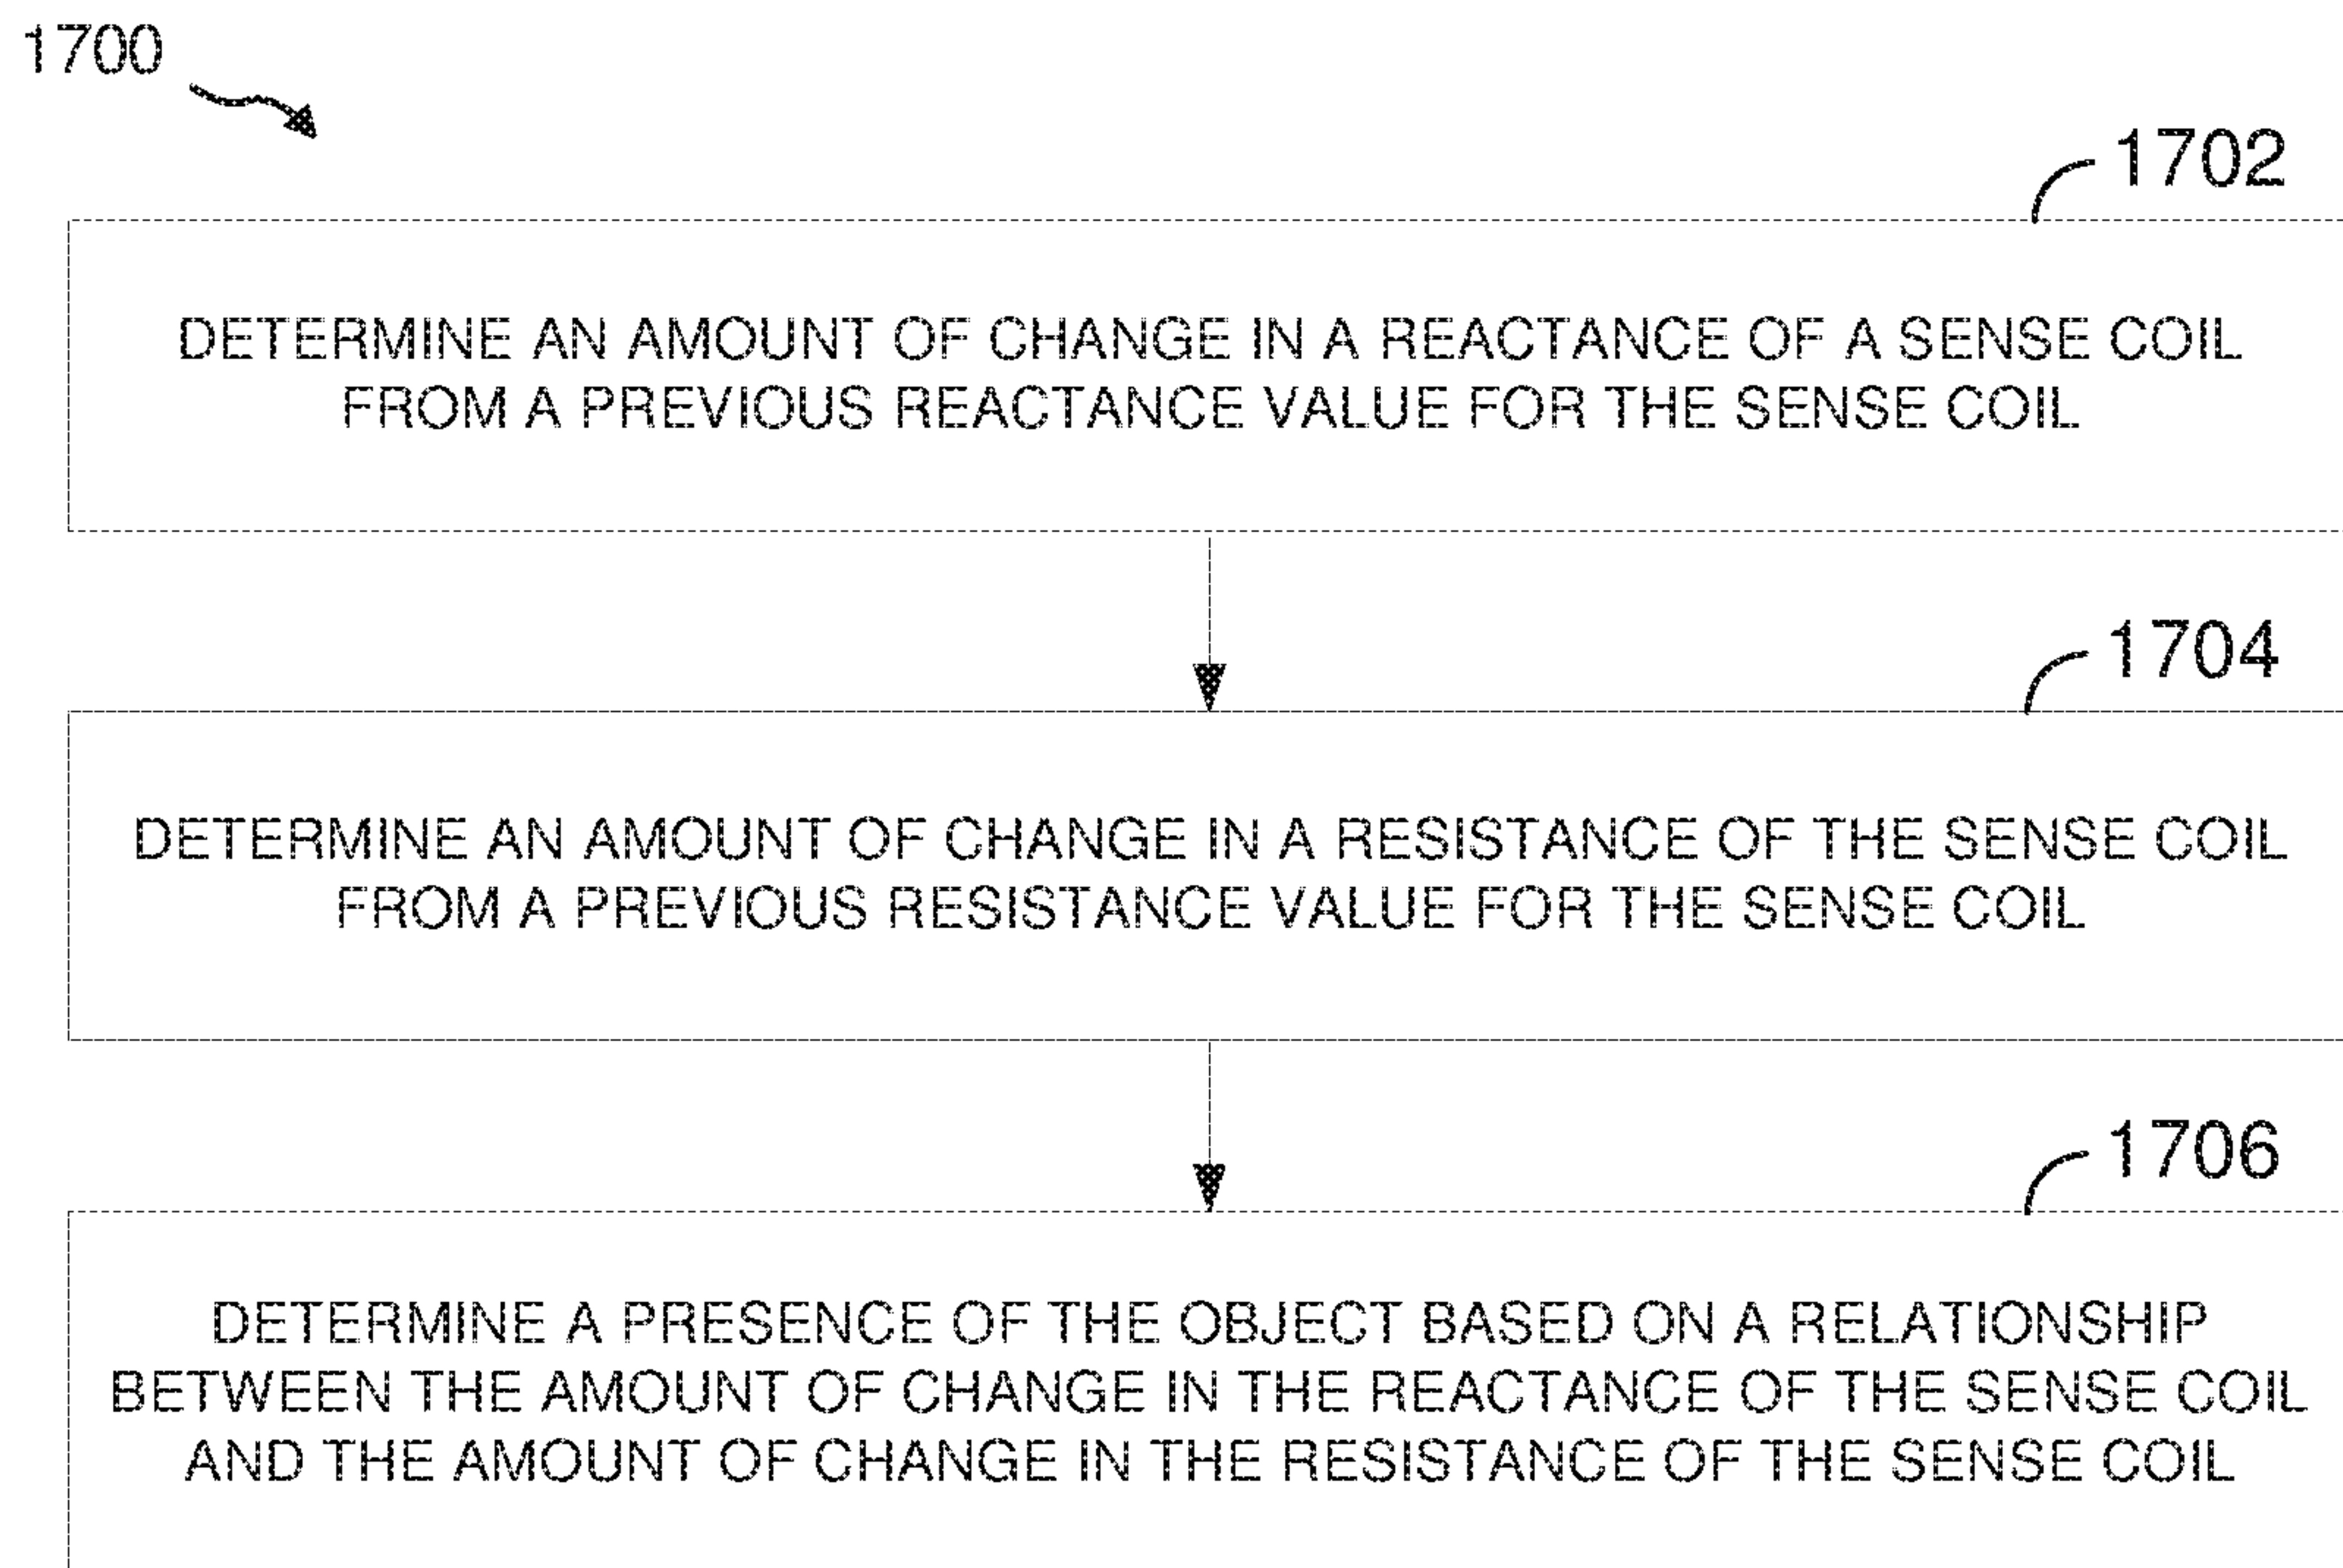 1700
1702
DETERMINE AN AMOUNT OF CHANGE IN A REACTANCE OF A SENSE COIL
FROM A PREVIOUS REACTANCE VALUE FOR THE SENSE COIL
1704
DETERMINE AN AMOUNT OF CHANGE IN A RESISTANCE OF THE SENSE COIL
FROM A PREVIOUS RESISTANCE VALUE FOR THE SENSE COIL
1706
DETERMINE A PRESENCE OF THE OBJECT BASED ON A RELATIONSHIP
BETWEEN THE AMOUNT OF CHANGE IN THE REACTANCE OF THE SENSE COIL
AND THE AMOUNT OF CHANGE IN THE RESISTANCE OF THE SENSE COIL